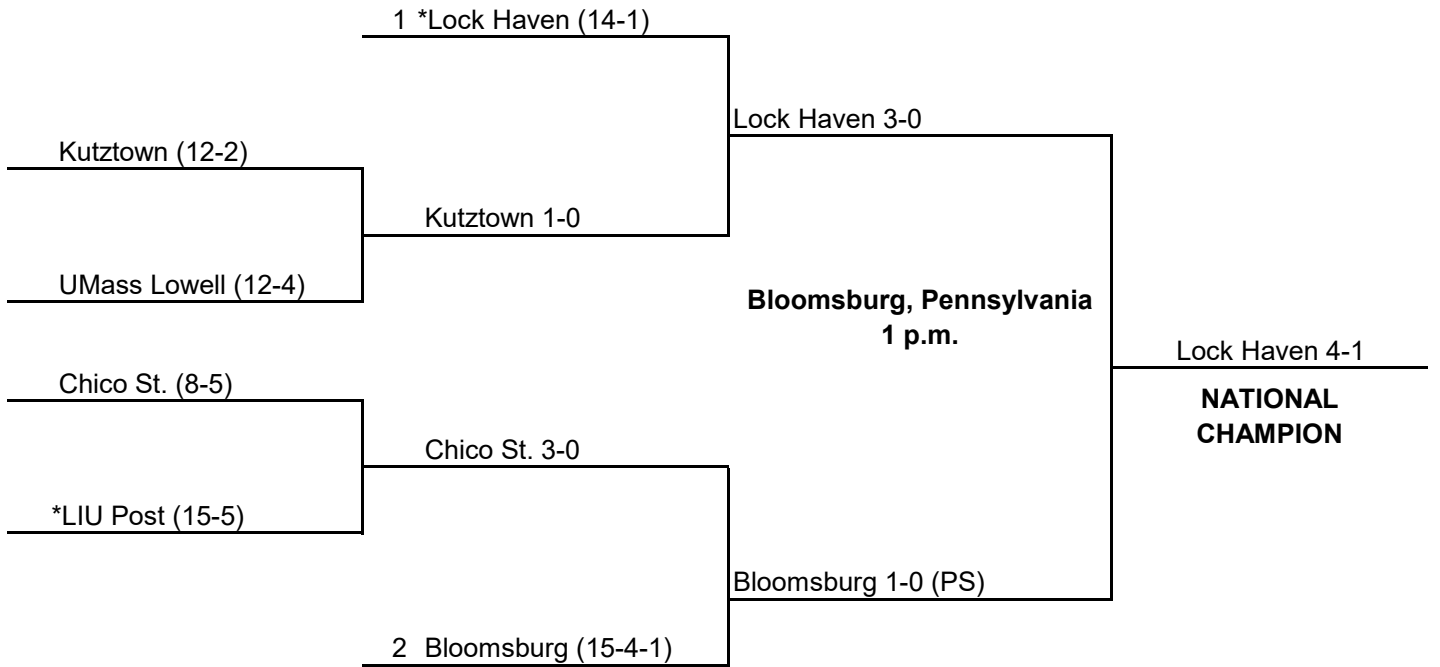 1 *Lock Haven (14-1)
Lock Haven 3-0
Kutztown (12-2)
Kutztown 1-0
UMass Lowell (12-4)
Bloomsburg, Pennsylvania
1 p.m.
Lock Haven 4-1
Chico St. (8-5)
NATIONAL
CHAMPION
Chico St. 3-0
*LIU Post (15-5)
Bloomsburg 1-0 (PS)
2 Bloomsburg (15-4-1)